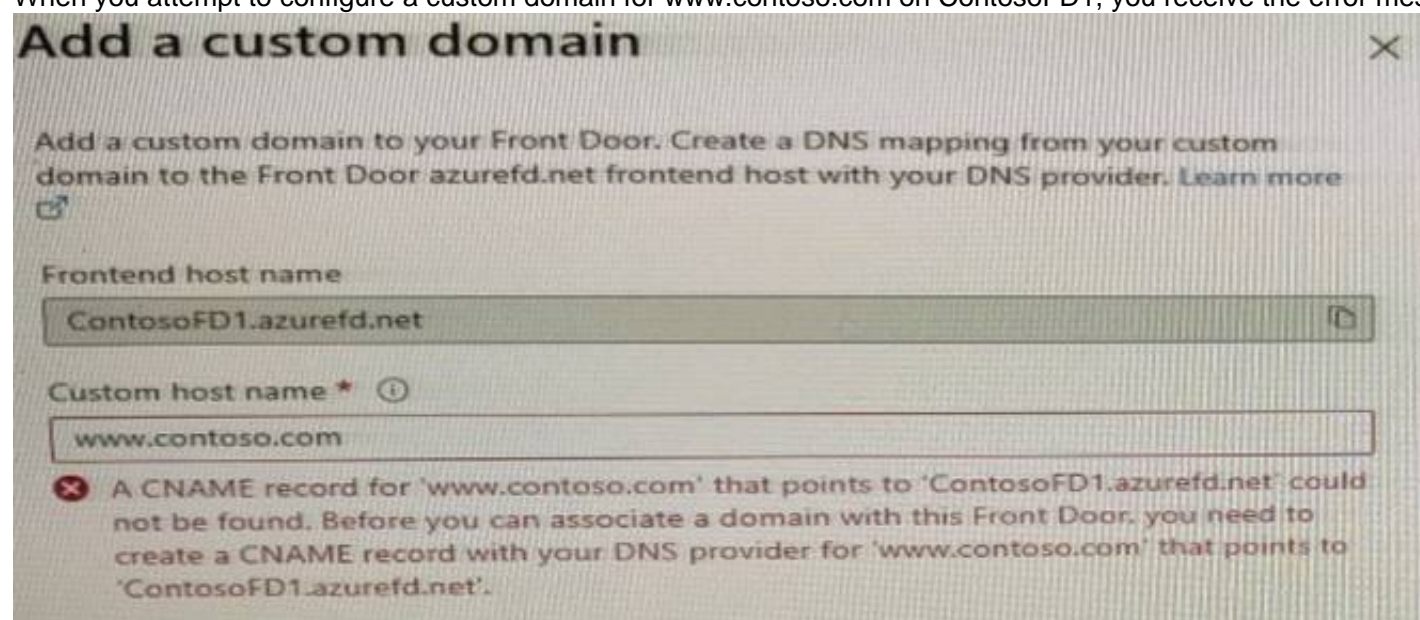 When you attempt to configure a custom domain for www.contoso.com on ContosoFD1, you receive the error mes
Add a custom domain
Add a custom domain to your Front Door. Create a DNS mapping from your custom
domain to the Front Door azurefd.net frontend host with your DNS provider. Learn more
Frontend host name
ContosoFD1.azurefd.net
Custom host name *
www.contoso.com
A CNAME record for 'www.contoso.com' that points to 'ContosoFD1.azurefd.net' could
not be found. Before you can associate a domain with this Front Door, you need to
create a CNAME record with your DNS provider for 'www.contoso.com' that points to
'ContosoFD1.azurefd.net'.